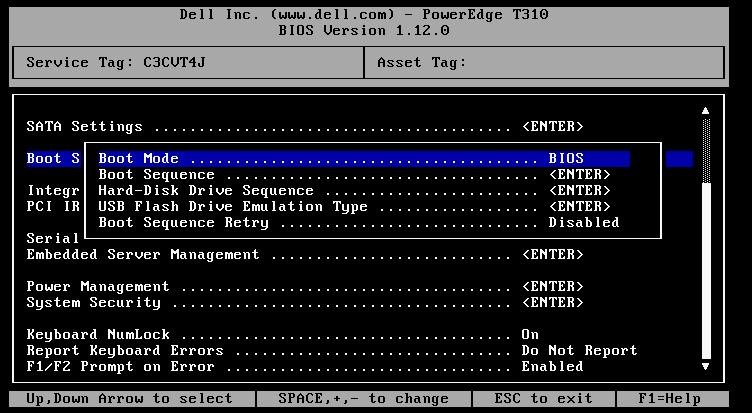 Dell Inc. (www.dell.com) - PowerEdge T310
BIOS Version 1.12.0
Service Tag: C3CVT4J
Asset Tag:
SATA Settings ........................................ <ENTER>
Boot S
Boot Mode ....................................... BIOS
Boot Sequence ................................... <ENTER>
Hard-Disk Drive Sequence ........................ <ENTER>
USB Flash Drive Emulation Type .................. <ENTER>
Boot Sequence Retry ............................. Disabled
Integr
PCI IR
Serial
Embedded Server Management ........................... <ENTER>
Power Management ..................................... <ENTER>
System Security ...................................... <ENTER>
Keyboard NumLock ..................................... On
Report Keyboard Errors ............................... Do Not Report
F1/F2 Prompt on Error ................................ Enabled
Up,Down Arrow to select
SPACE,+,- to change
ESC to exit
F1=Help